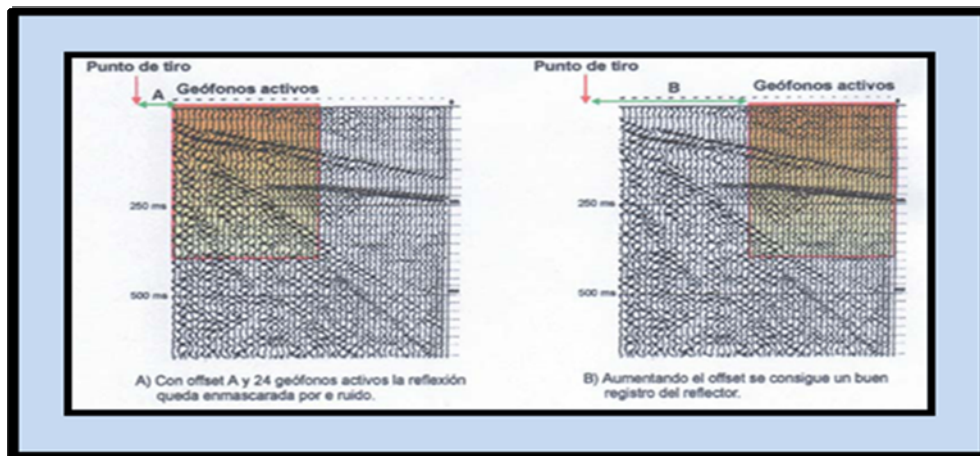 Punto de tiro
A
Geófonos activos
250 ms
500 ms
A) Con offset A y 24 geófonos activos la reflexión
queda enmascarada por e ruido.
Punto de tiro
B
Geófonos activos
250 ms
500 ms
B) Aumentando el offset se consigue un buen
registro del reflector.